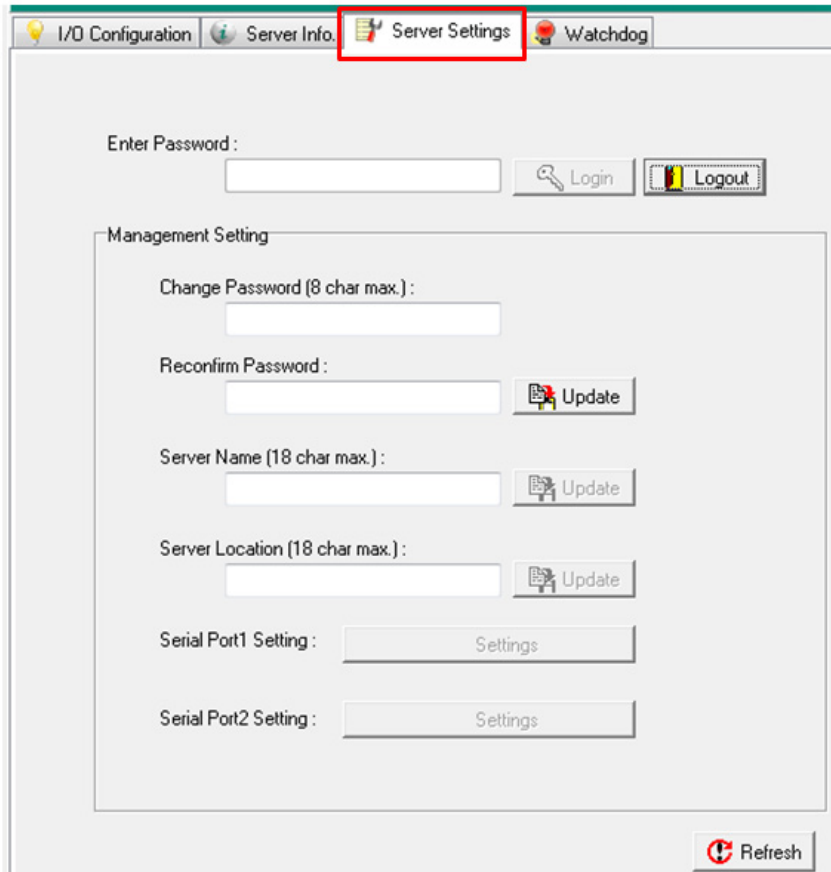 I/O Configuration Server Info. Server Settings Watchdog
Enter Password :
Login Logout
Management Setting
Change Password (8 char max.) :
Reconfirm Password :
Update
Server Name (18 char max.) :
Update
Server Location (18 char max.) :
Update
Serial Port1 Setting : Settings
Serial Port2 Setting : Settings
Refresh